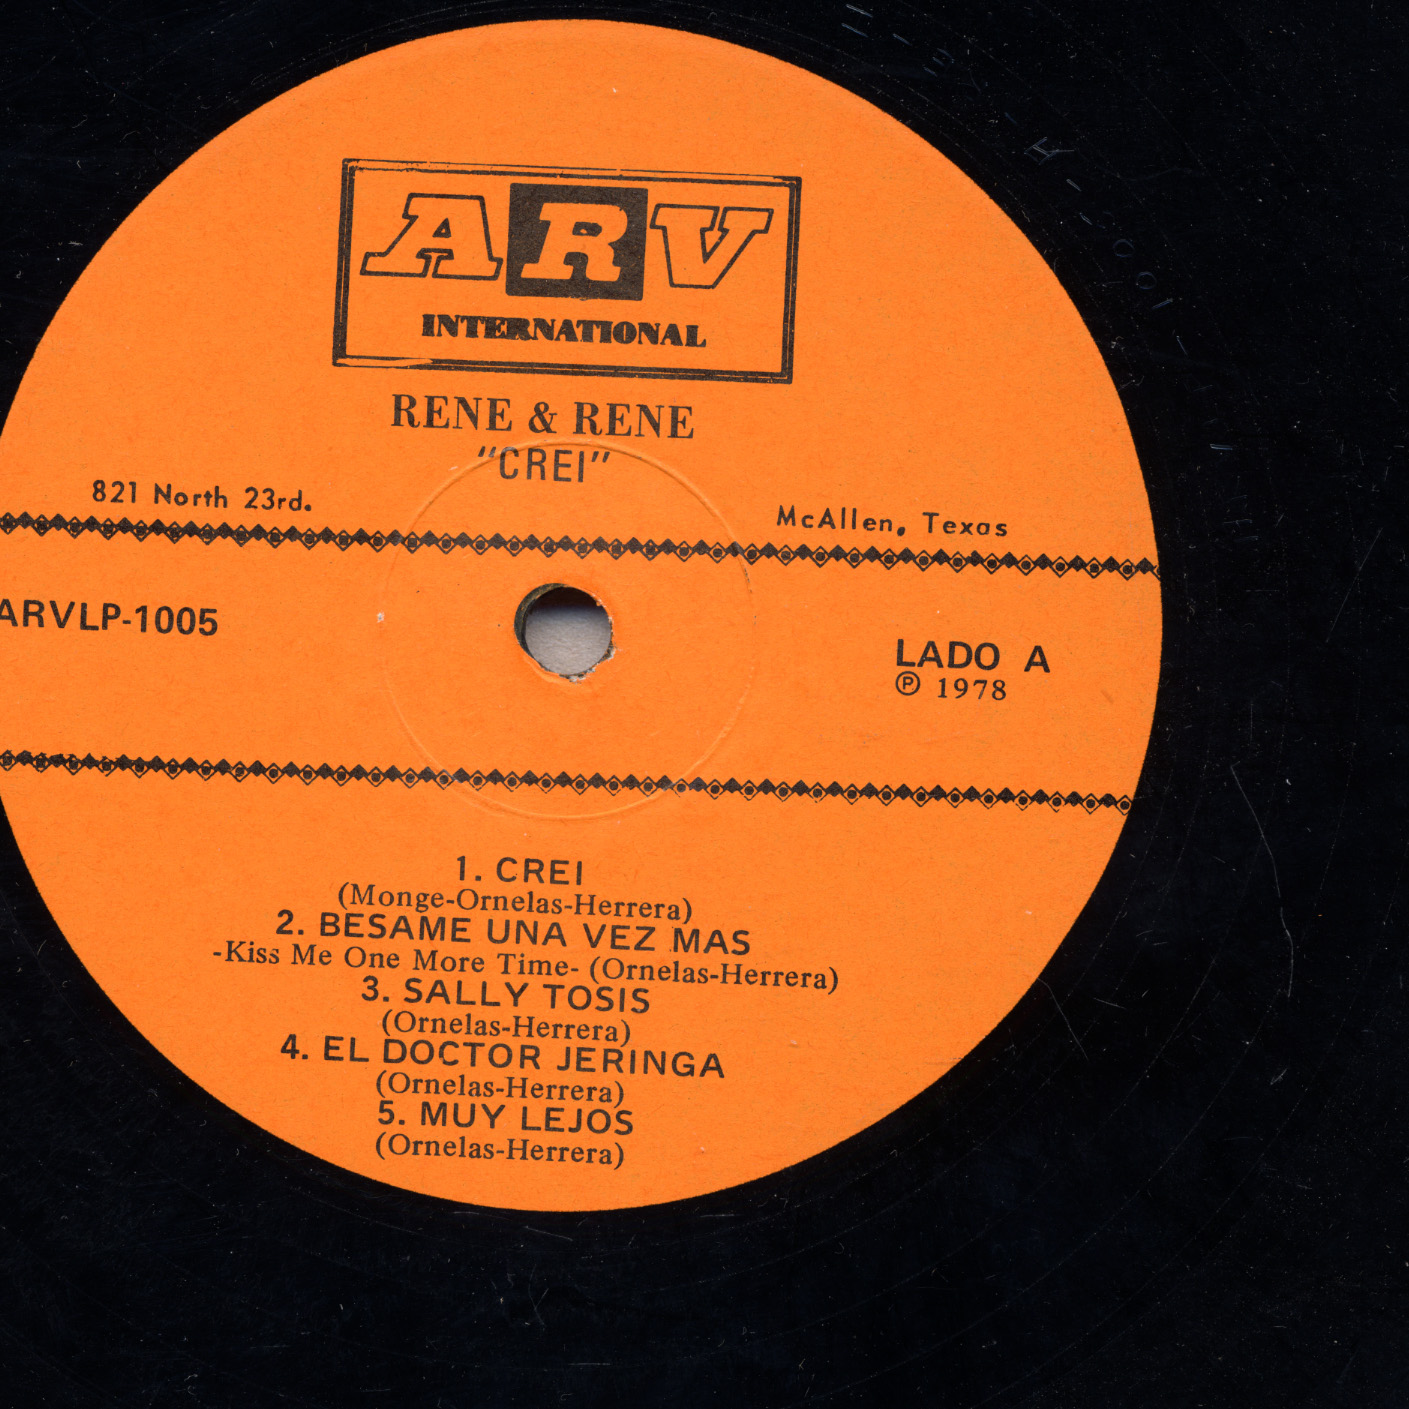 ARV
INTERNATIONAL
RENE & RENE
"CREI"
821 North 23rd.
McAllen, Texas
ARVLP-1005
LADO A
℗ 1978
1. CREI
(Monge-Ornelas-Herrera)
2. BESAME UNA VEZ MAS
-Kiss Me One More Time- (Ornelas-Herrera)
3. SALLY TOSIS
(Ornelas-Herrera)
4. EL DOCTOR JERINGA
(Ornelas-Herrera)
5. MUY LEJOS
(Ornelas-Herrera)